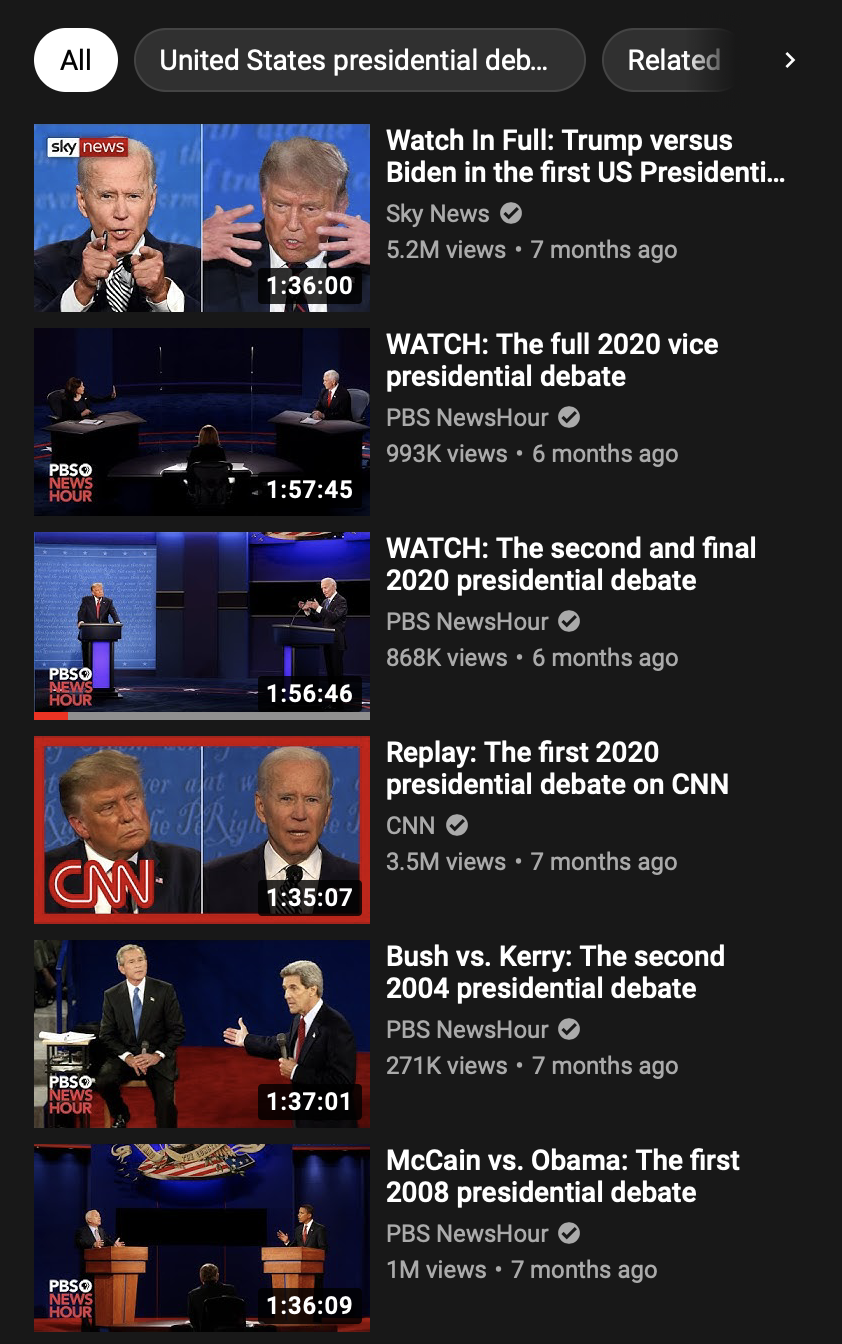 All
United States presidential deb...
Related
sky news
1:36:00
Watch In Full: Trump versus
Biden in the first US Presidenti...
Sky News
5.2M views • 7 months ago
PBS
NEWS
HOUR
1:57:45
WATCH: The full 2020 vice
presidential debate
PBS NewsHour
993K views • 6 months ago
PBS
NEWS
HOUR
1:56:46
WATCH: The second and final
2020 presidential debate
PBS NewsHour
868K views • 6 months ago
CNN
1:35:07
Replay: The first 2020
presidential debate on CNN
CNN
3.5M views • 7 months ago
PBS
NEWS
HOUR
1:37:01
Bush vs. Kerry: The second
2004 presidential debate
PBS NewsHour
271K views • 7 months ago
PBS
NEWS
HOUR
1:36:09
McCain vs. Obama: The first
2008 presidential debate
PBS NewsHour
1M views • 7 months ago